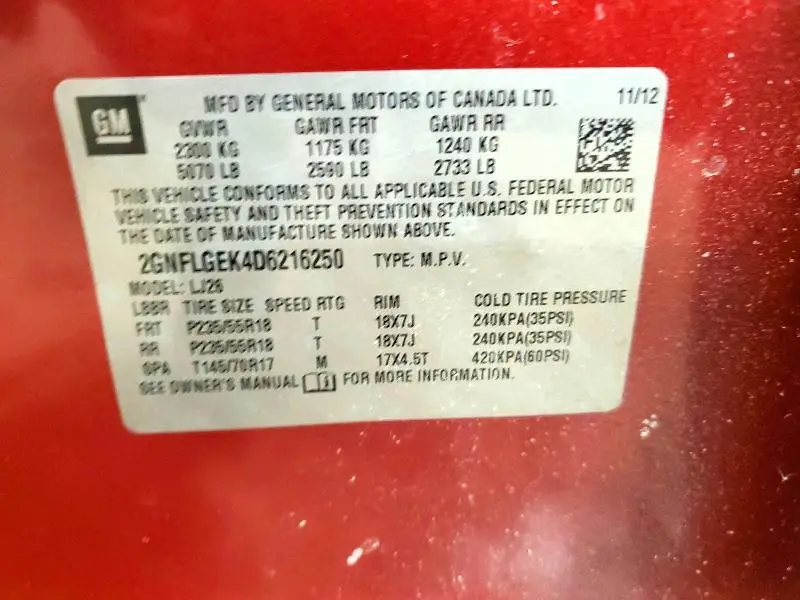 GM MFD BY GENERAL MOTORS OF CANADA LTD. 11/12
GVWR GAWR FRT GAWR RR
2300 KG 1175 KG 1240 KG
5070 LB 2590 LB 2733 LB
THIS VEHICLE CONFORMS TO ALL APPLICABLE U.S. FEDERAL MOTOR
VEHICLE SAFETY AND THEFT PREVENTION STANDARDS IN EFFECT ON
THE DATE OF MANUFACTURE SHOWN ABOVE.
2GNFLGEK4D6216250 TYPE: M.P.V.
MODEL: LJ26
TIRE SIZE SPEED RTG RIM COLD TIRE PRESSURE
FRT P235/55R18 T 18X7J 240KPA(35PSI)
RR P235/55R18 T 18X7J 240KPA(35PSI)
SPA T145/70R17 M 17X4.5T 420KPA(60PSI)
SEE OWNER'S MANUAL FOR MORE INFORMATION.